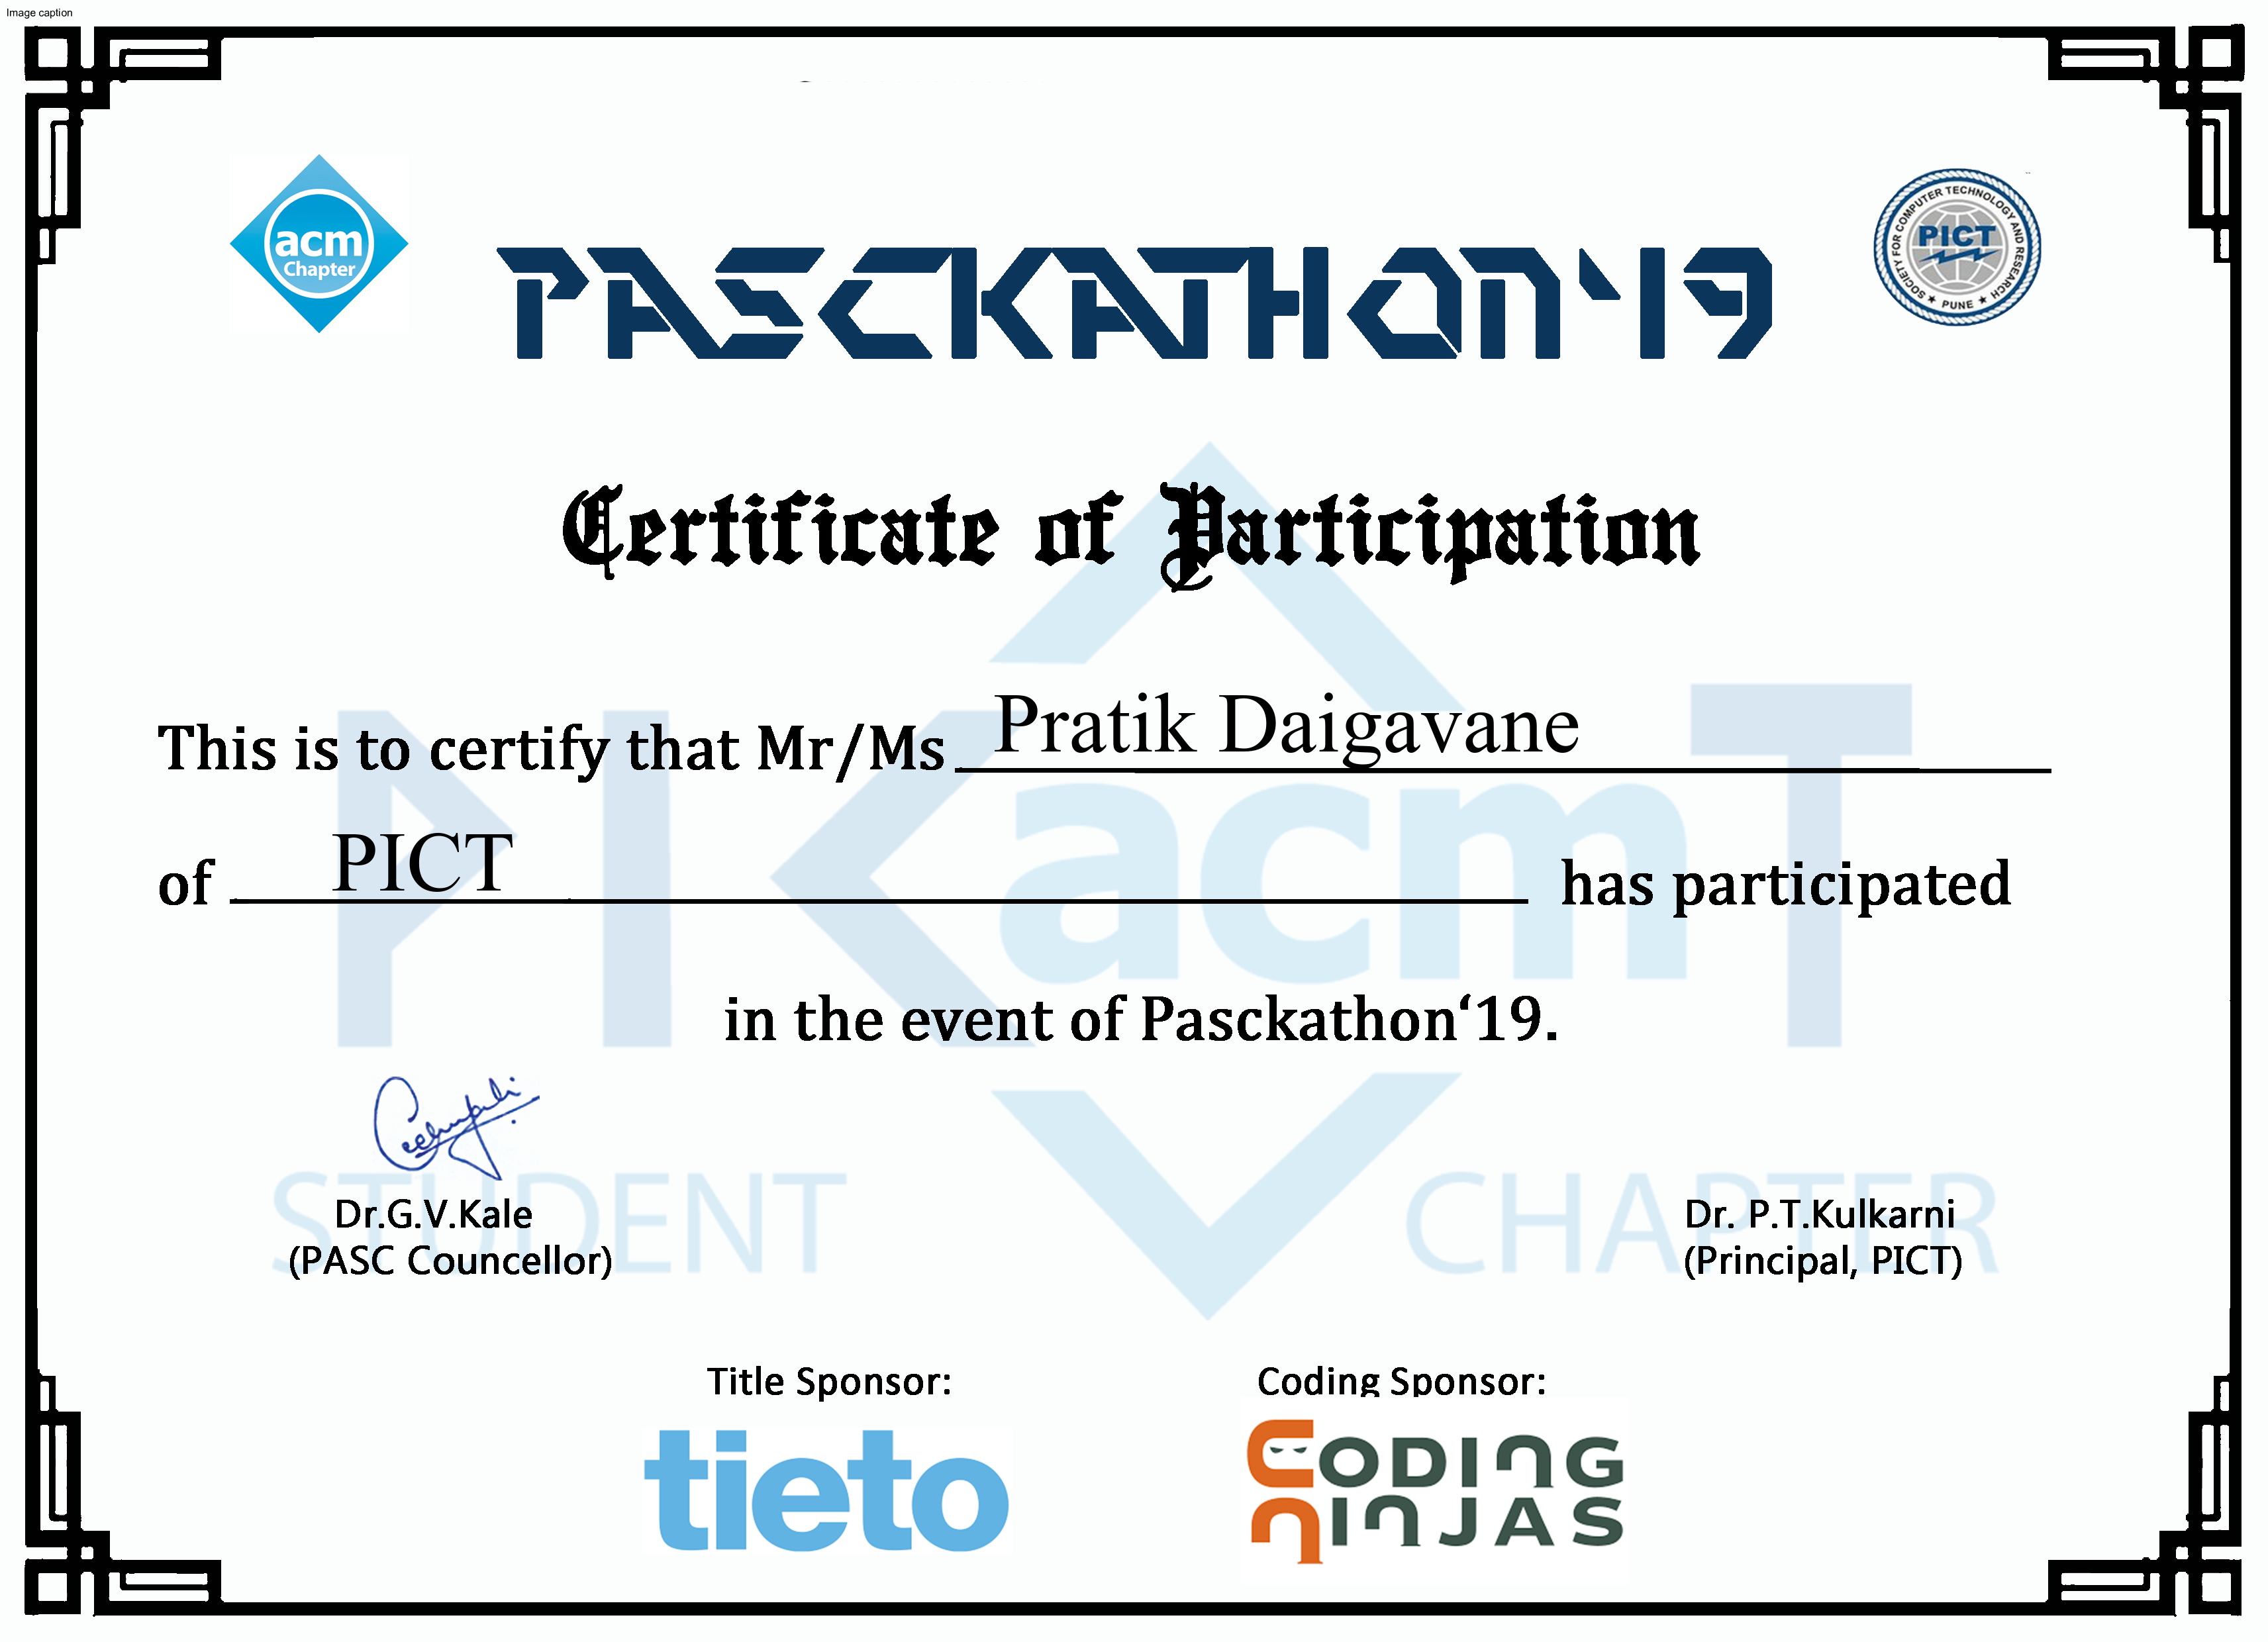 Image caption
acm
Chapter
PASCKATHON'19
SOCIETY FOR COMPUTER TECHNOLOGY AND RESEARCH
PICT
★ PUNE ★
Certificate of Participation
This is to certify that Mr/Ms Pratik Daigavane
of PICT has participated
in the event of Pasckathon‘19.
PICT
acm
STUDENT CHAPTER
Dr.G.V.Kale
(PASC Councellor)
Dr. P.T.Kulkarni
(Principal, PICT)
Title Sponsor:
tieto
Coding Sponsor:
CODING
NINJAS